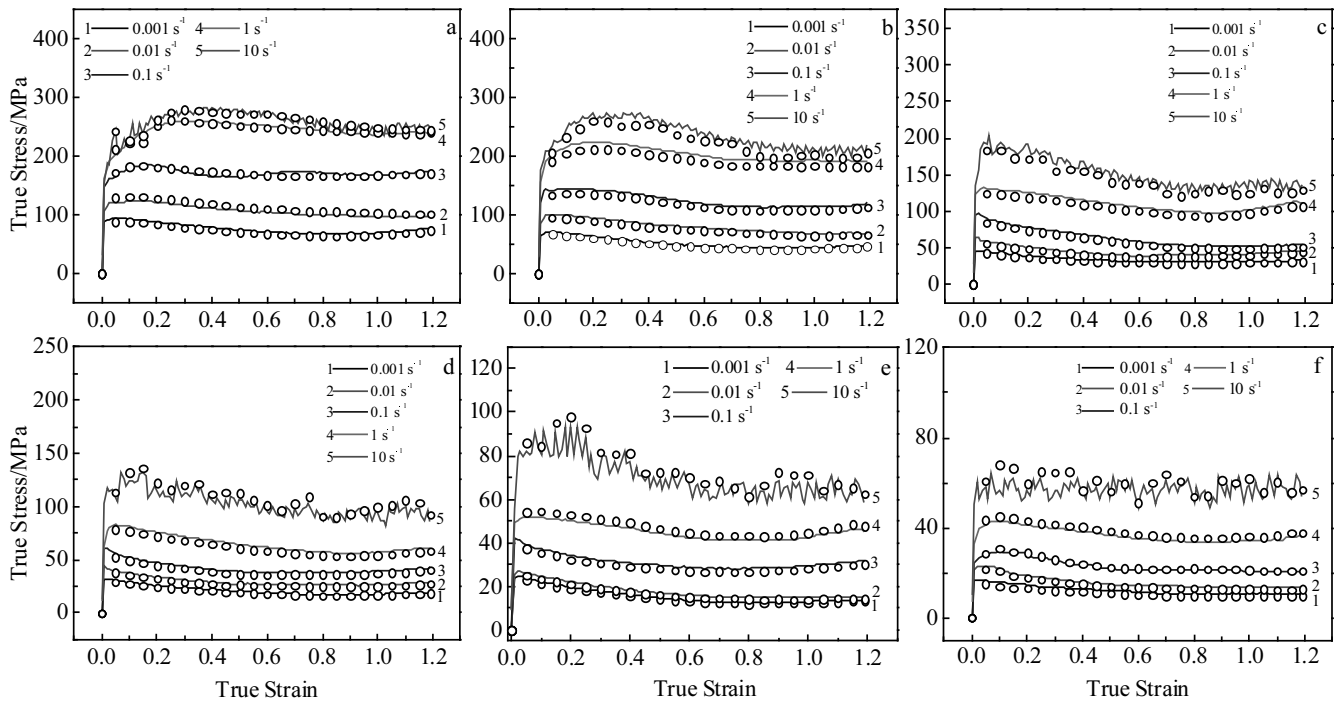 a
1 0.001 s-1 4 1 s-1
2 0.01 s-1 5 10 s-1
3 0.1 s-1
True Stress/MPa
400
300
200
100
0
5
4
3
2
1
0.0 0.2 0.4 0.6 0.8 1.0 1.2
b
1 0.001 s-1
2 0.01 s-1
3 0.1 s-1
4 1 s-1
5 10 s-1
400
300
200
100
0
5
4
3
2
1
0.0 0.2 0.4 0.6 0.8 1.0 1.2
c
1 0.001 s-1
2 0.01 s-1
3 0.1 s-1
4 1 s-1
5 10 s-1
350
300
250
200
150
100
50
0
5
4
3
2
1
0.0 0.2 0.4 0.6 0.8 1.0 1.2
d
1 0.001 s-1
2 0.01 s-1
3 0.1 s-1
4 1 s-1
5 10 s-1
True Stress/MPa
250
200
150
100
50
0
5
4
3
2
1
0.0 0.2 0.4 0.6 0.8 1.0 1.2
True Strain
e
1 0.001 s-1 4 1 s-1
2 0.01 s-1 5 10 s-1
3 0.1 s-1
120
100
80
60
40
20
0
5
4
3
2
1
0.0 0.2 0.4 0.6 0.8 1.0 1.2
True Strain
f
1 0.001 s-1 4 1 s-1
2 0.01 s-1 5 10 s-1
3 0.1 s-1
120
80
60
40
20
0
5
4
3
2
1
0.0 0.2 0.4 0.6 0.8 1.0 1.2
True Strain